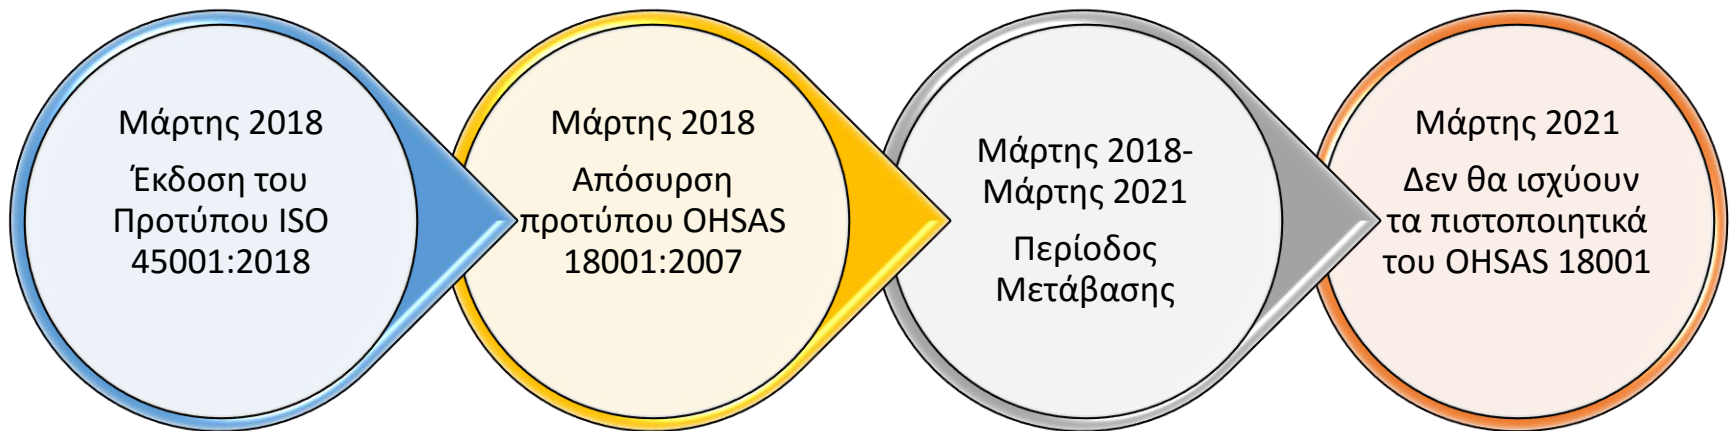 Μάρτης 2018
Έκδοση του
Προτύπου ISO
45001:2018
Μάρτης 2018
Απόσυρση
προτύπου OHSAS
18001:2007
Μάρτης 2018-
Μάρτης 2021
Περίοδος
Μετάβασης
Μάρτης 2021
Δεν θα ισχύουν
τα πιστοποιητικά
του OHSAS 18001